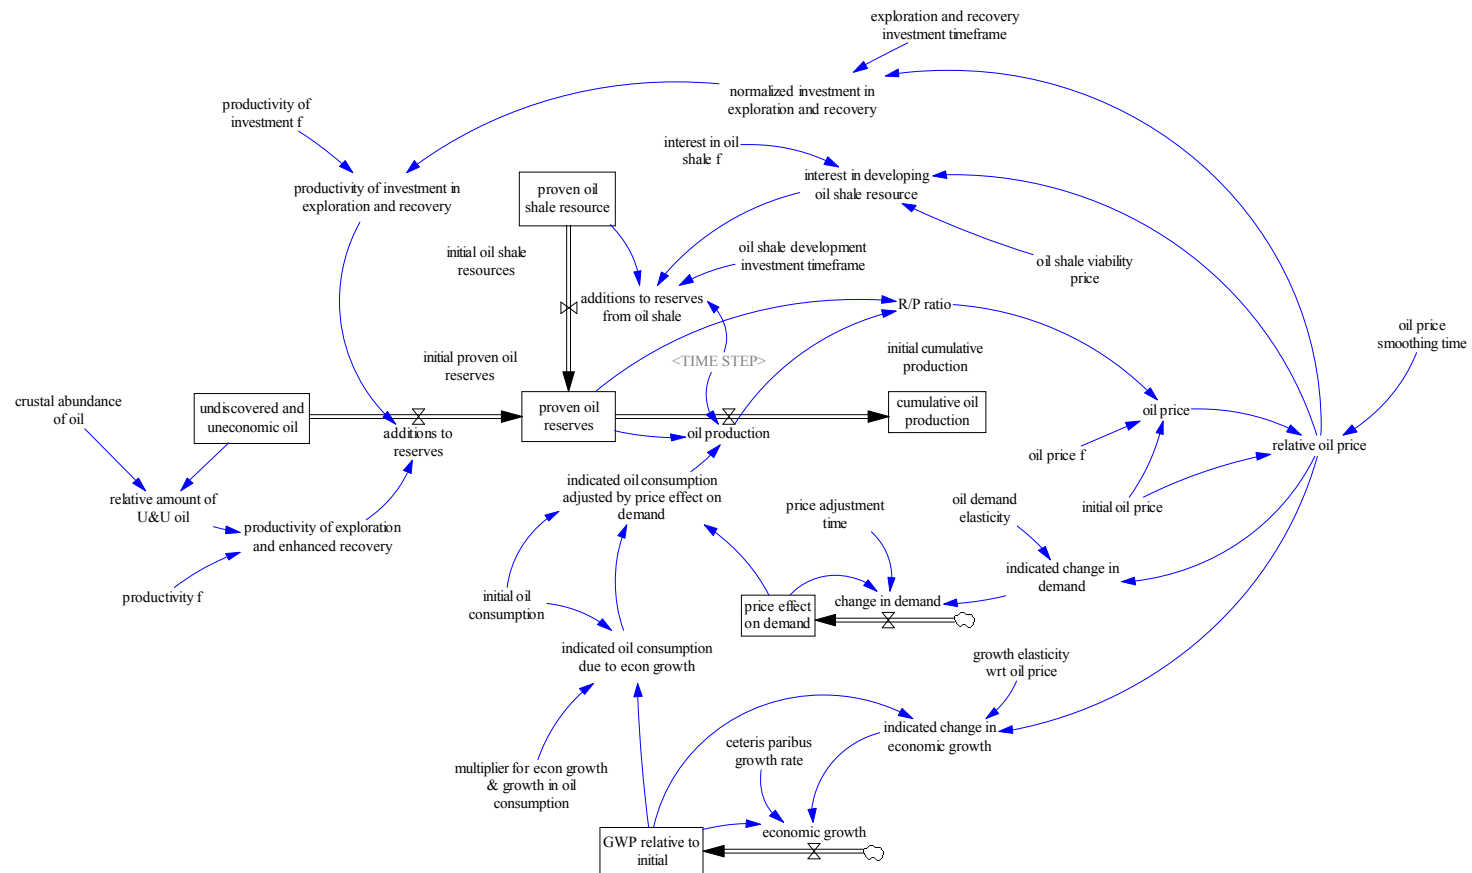 exploration and recovery
investment timeframe
normalized investment in
exploration and recovery
productivity of
investment f
interest in oil
shale f
productivity of investment in
exploration and recovery
proven oil
shale resource
interest in developing
oil shale resource
initial oil shale
resources
oil shale development
investment timeframe
oil shale viability
price
additions to reserves
from oil shale
R/P ratio
oil price
smoothing time
initial proven oil
reserves
<TIME STEP>
initial cumulative
production
crustal abundance
of oil
undiscovered and
uneconomic oil
proven oil
reserves
cumulative oil
production
oil price
additions to
reserves
oil production
oil price f
relative oil price
relative amount of
U&U oil
indicated oil consumption
adjusted by price effect on
demand
price adjustment
time
oil demand
elasticity
initial oil price
productivity of exploration
and enhanced recovery
indicated change in
demand
productivity f
initial oil
consumption
price effect
on demand
change in demand
indicated oil consumption
due to econ growth
growth elasticity
wrt oil price
indicated change in
economic growth
ceteris paribus
growth rate
multiplier for econ growth
& growth in oil
consumption
economic growth
GWP relative to
initial